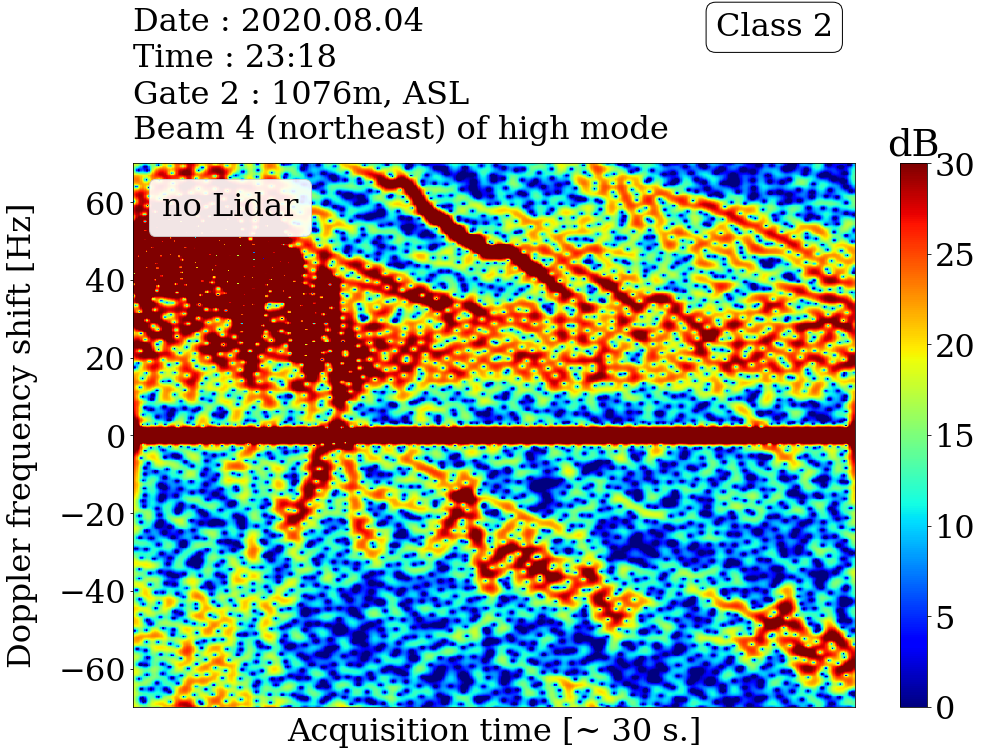 Date : 2020.08.04
Time : 23:18
Gate 2 : 1076m, ASL
Beam 4 (northeast) of high mode
Class 2
dB
no Lidar
Doppler frequency shift [Hz]
60
40
20
0
−20
−40
−60
30
25
20
15
10
5
0
Acquisition time [~ 30 s.]